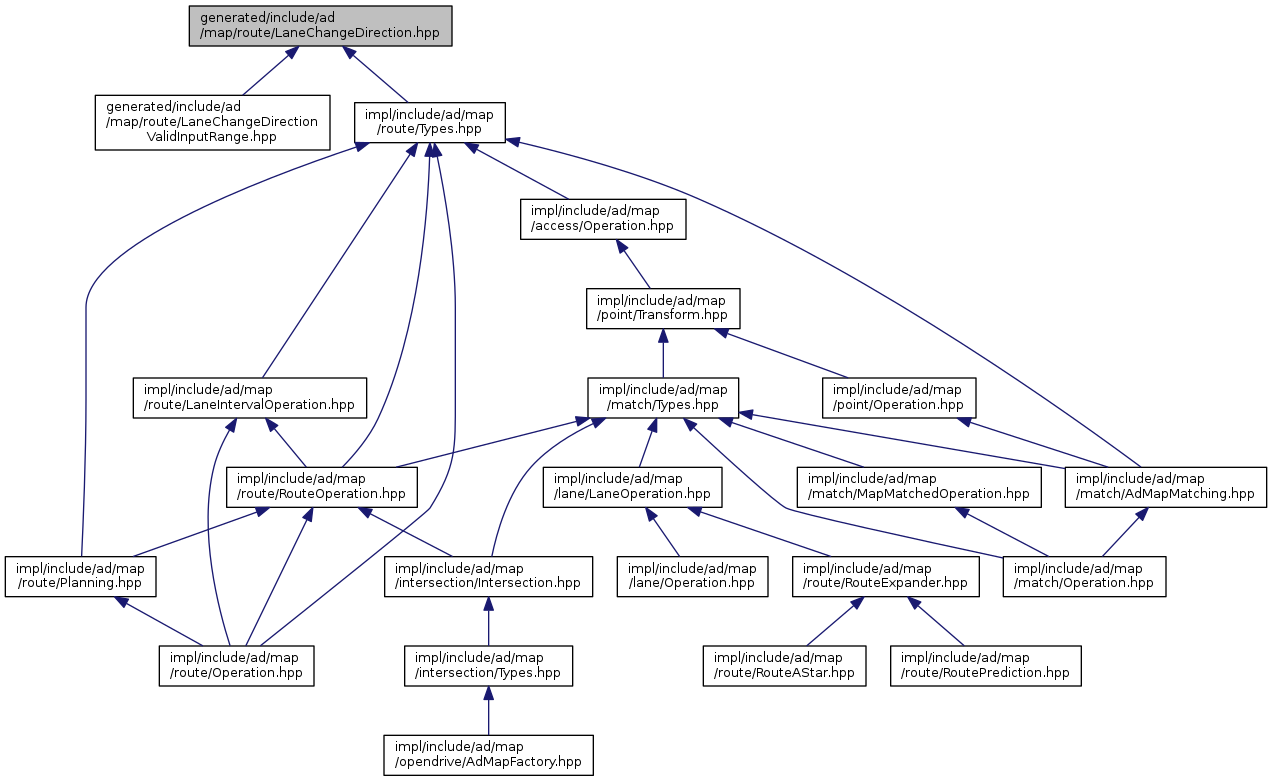 generated/include/ad
/map/route/LaneChangeDirection.hpp
generated/include/ad
/map/route/LaneChangeDirection
ValidInputRange.hpp
impl/include/ad/map
/route/Types.hpp
impl/include/ad/map
/access/Operation.hpp
impl/include/ad/map
/point/Transform.hpp
impl/include/ad/map
/route/LaneIntervalOperation.hpp
impl/include/ad/map
/match/Types.hpp
impl/include/ad/map
/point/Operation.hpp
impl/include/ad/map
/route/RouteOperation.hpp
impl/include/ad/map
/lane/LaneOperation.hpp
impl/include/ad/map
/match/MapMatchedOperation.hpp
impl/include/ad/map
/match/AdMapMatching.hpp
impl/include/ad/map
/route/Planning.hpp
impl/include/ad/map
/intersection/Intersection.hpp
impl/include/ad/map
/lane/Operation.hpp
impl/include/ad/map
/route/RouteExpander.hpp
impl/include/ad/map
/match/Operation.hpp
impl/include/ad/map
/route/Operation.hpp
impl/include/ad/map
/intersection/Types.hpp
impl/include/ad/map
/route/RouteAStar.hpp
impl/include/ad/map
/route/RoutePrediction.hpp
impl/include/ad/map
/opendrive/AdMapFactory.hpp